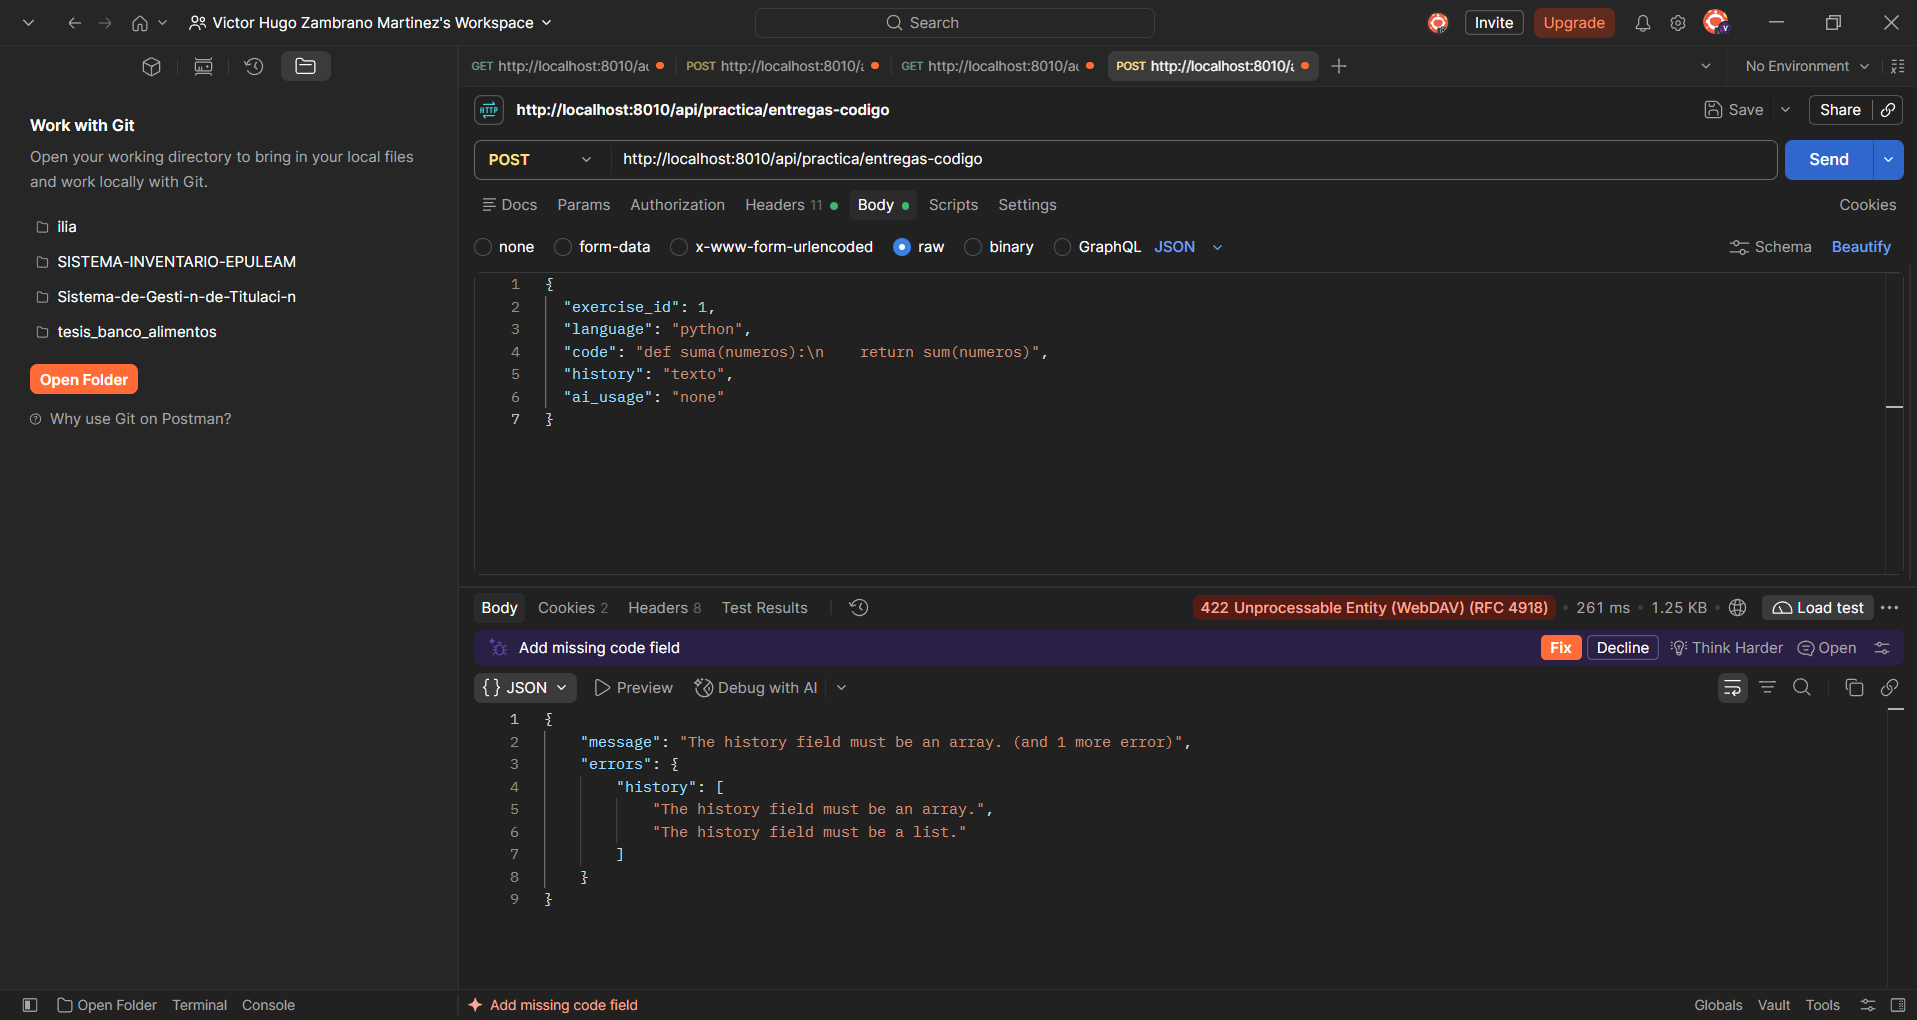 Victor Hugo Zambrano Martinez's Workspace
Search
Invite
Upgrade
Work with Git
Open your working directory to bring in your local files
and work locally with Git.
ilia
SISTEMA-INVENTARIO-EPULEAM
Sistema-de-Gesti-n-de-Titulaci-n
tesis_banco_alimentos
Open Folder
Why use Git on Postman?
GET http://localhost:8010/a
POST http://localhost:8010/
GET http://localhost:8010/a
POST http://localhost:8010/
No Environment
HTTP
http://localhost:8010/api/practica/entregas-codigo
Save
Share
POST
http://localhost:8010/api/practica/entregas-codigo
Send
Docs
Params
Authorization
Headers 11
Body
Scripts
Settings
Cookies
none
form-data
x-www-form-urlencoded
raw
binary
GraphQL
JSON
Schema
Beautify
1 {
2 "exercise_id": 1,
3 "language": "python",
4 "code": "def suma(numeros):\n    return sum(numeros)",
5 "history": "texto",
6 "ai_usage": "none"
7 }
Body
Cookies 2
Headers 8
Test Results
422 Unprocessable Entity (WebDAV) (RFC 4918)
261 ms
1.25 KB
Load test
Add missing code field
Fix
Decline
Think Harder
Open
{} JSON
Preview
Debug with AI
1 {
2 "message": "The history field must be an array. (and 1 more error)",
3 "errors": {
4 "history": [
5 "The history field must be an array.",
6 "The history field must be a list."
7 ]
8 }
9 }
Open Folder
Terminal
Console
Add missing code field
Globals
Vault
Tools